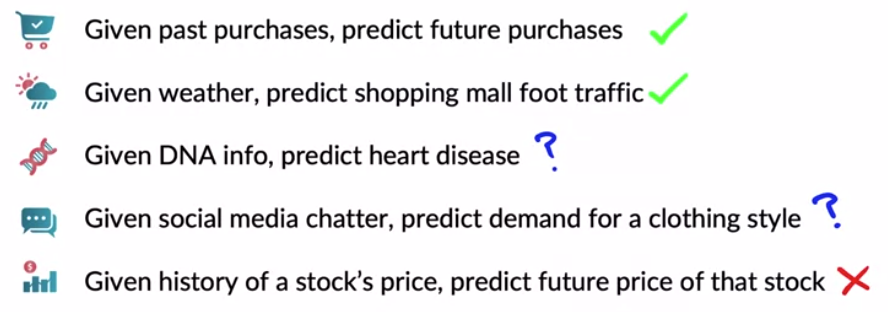 Given past purchases, predict future purchases
Given weather, predict shopping mall foot traffic
Given DNA info, predict heart disease ?
Given social media chatter, predict demand for a clothing style ?
$
Given history of a stock's price, predict future price of that stock